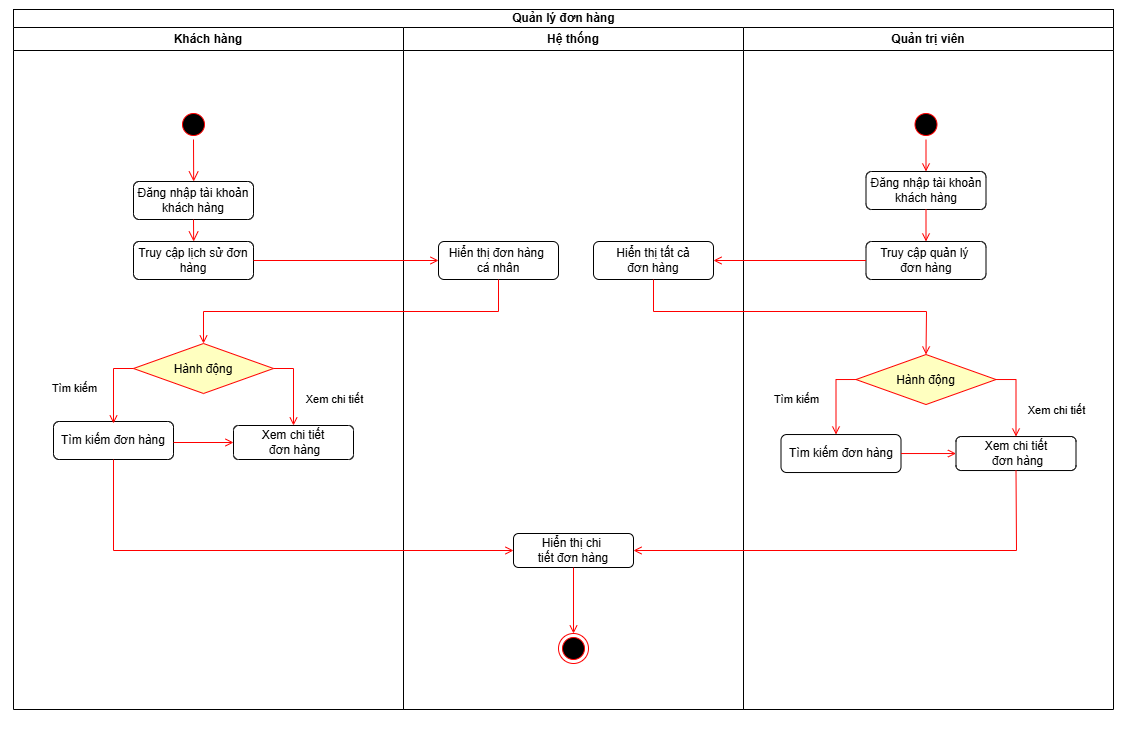 Quản lý đơn hàng
Khách hàng
Hệ thống
Quản trị viên
Đăng nhập tài khoản
khách hàng
Đăng nhập tài khoản
khách hàng
Truy cập lịch sử đơn
hàng
Hiển thị đơn hàng
cá nhân
Hiển thị tất cả
đơn hàng
Truy cập quản lý
đơn hàng
Hành động
Tìm kiếm
Xem chi tiết
Tìm kiếm đơn hàng
Xem chi tiết
đơn hàng
Hành động
Tìm kiếm
Xem chi tiết
Tìm kiếm đơn hàng
Xem chi tiết
đơn hàng
Hiển thị chi
tiết đơn hàng